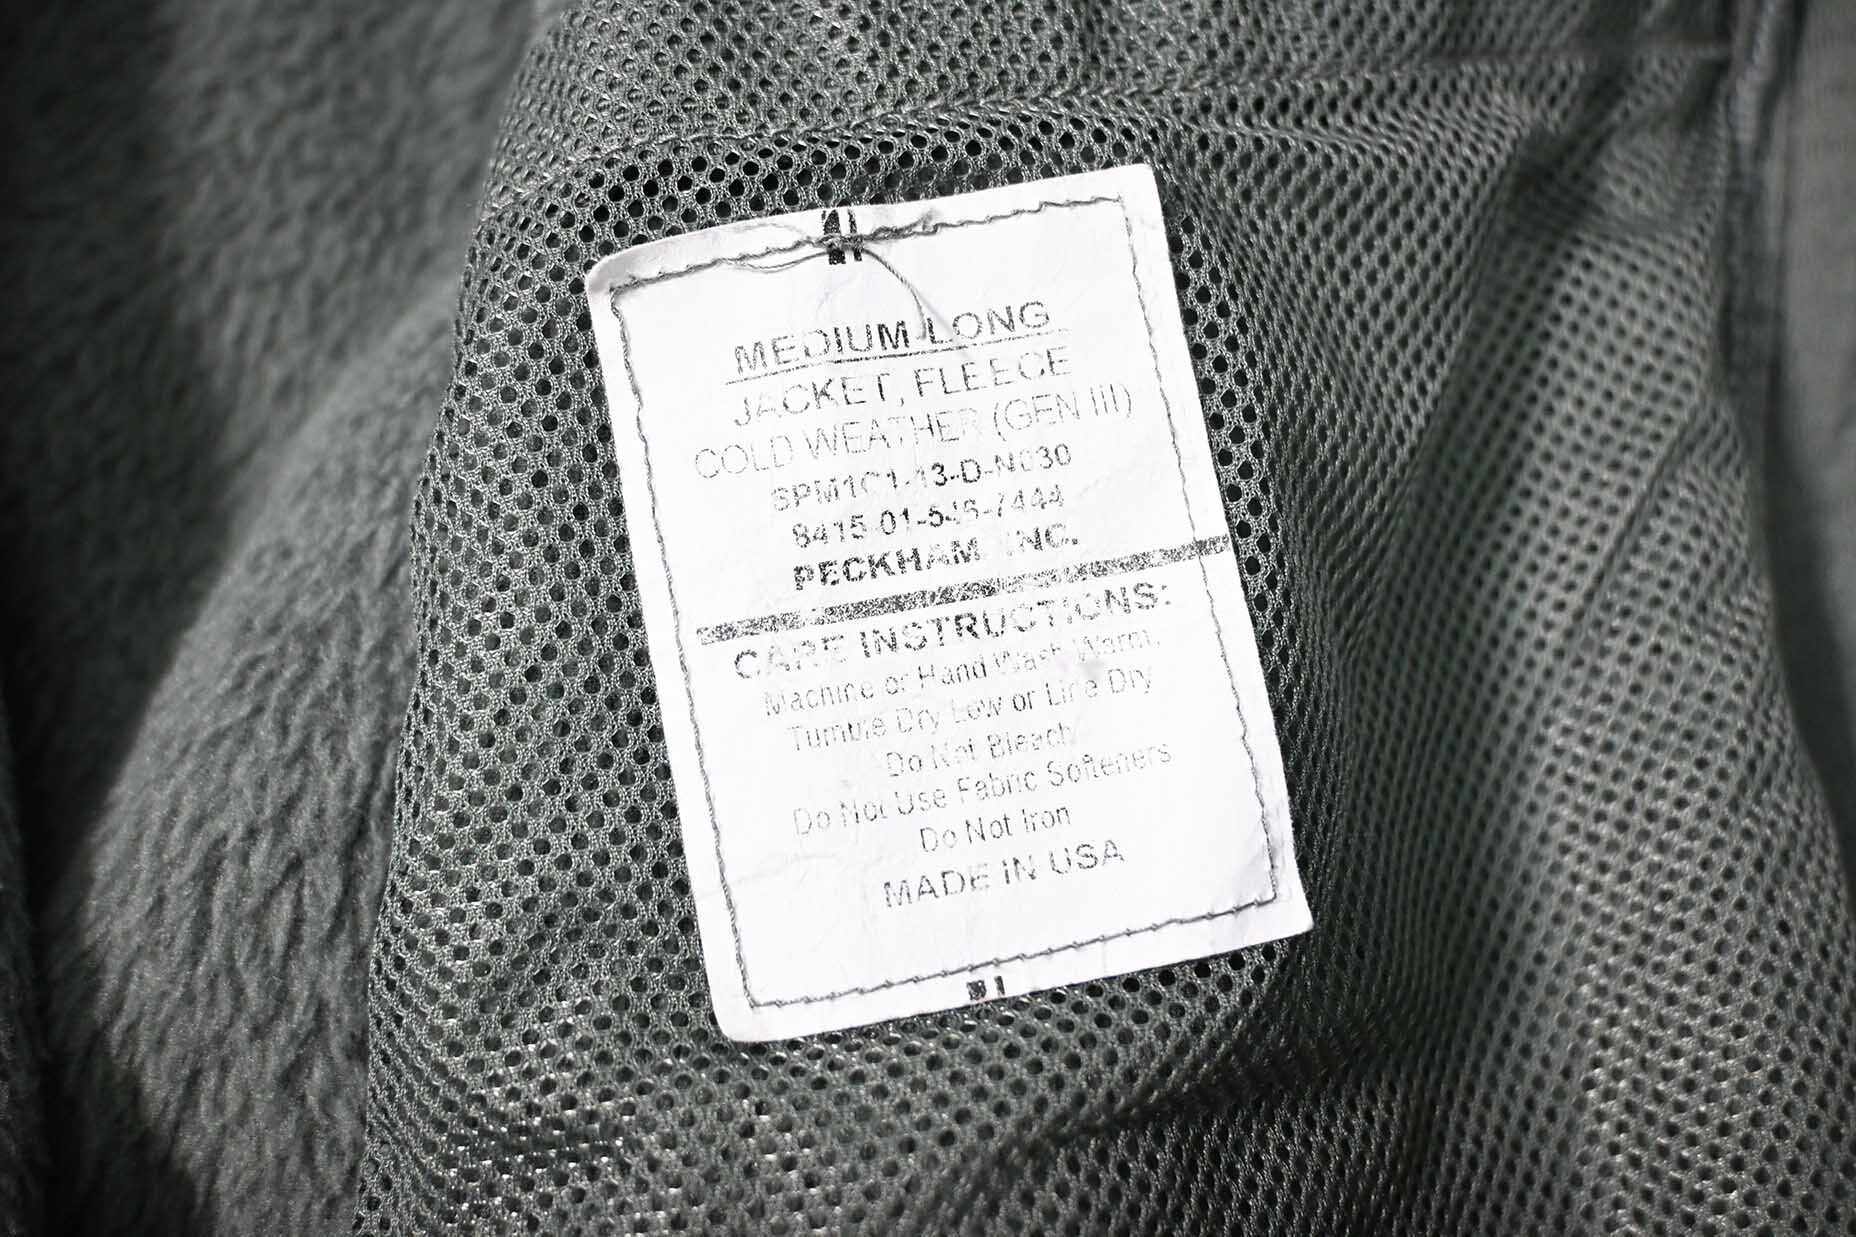 MEDIUM-LONG
JACKET, FLEECE
COLD WEATHER (GEN III)
SPM1C1-13-D-N030
8415-01-546-7444
PECKHAM, INC.
CARE INSTRUCTIONS:
Machine or Hand Wash Warm,
Tumble Dry Low or Line Dry
Do Not Bleach
Do Not Use Fabric Softeners
Do Not Iron
MADE IN USA